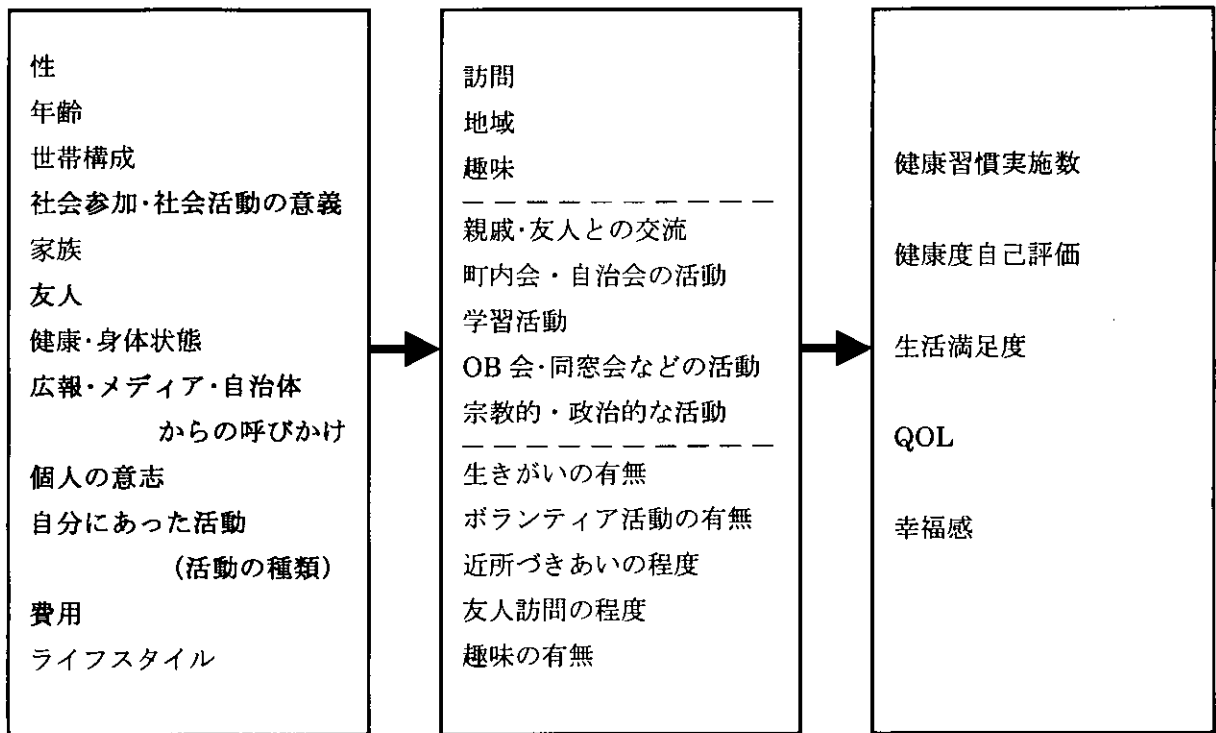 性
年齢
世帯構成
社会参加･社会活動の意義
家族
友人
健康･身体状態
広報･メディア･自治体
からの呼びかけ
個人の意志
自分にあった活動
(活動の種類)
費用
ライフスタイル
訪問
地域
趣味
親戚･友人との交流
町内会・自治会の活動
学習活動
OB会･同窓会などの活動
宗教的・政治的な活動
生きがいの有無
ボランティア活動の有無
近所づきあいの程度
友人訪問の程度
趣味の有無
健康習慣実施数
健康度自己評価
生活満足度
QOL
幸福感